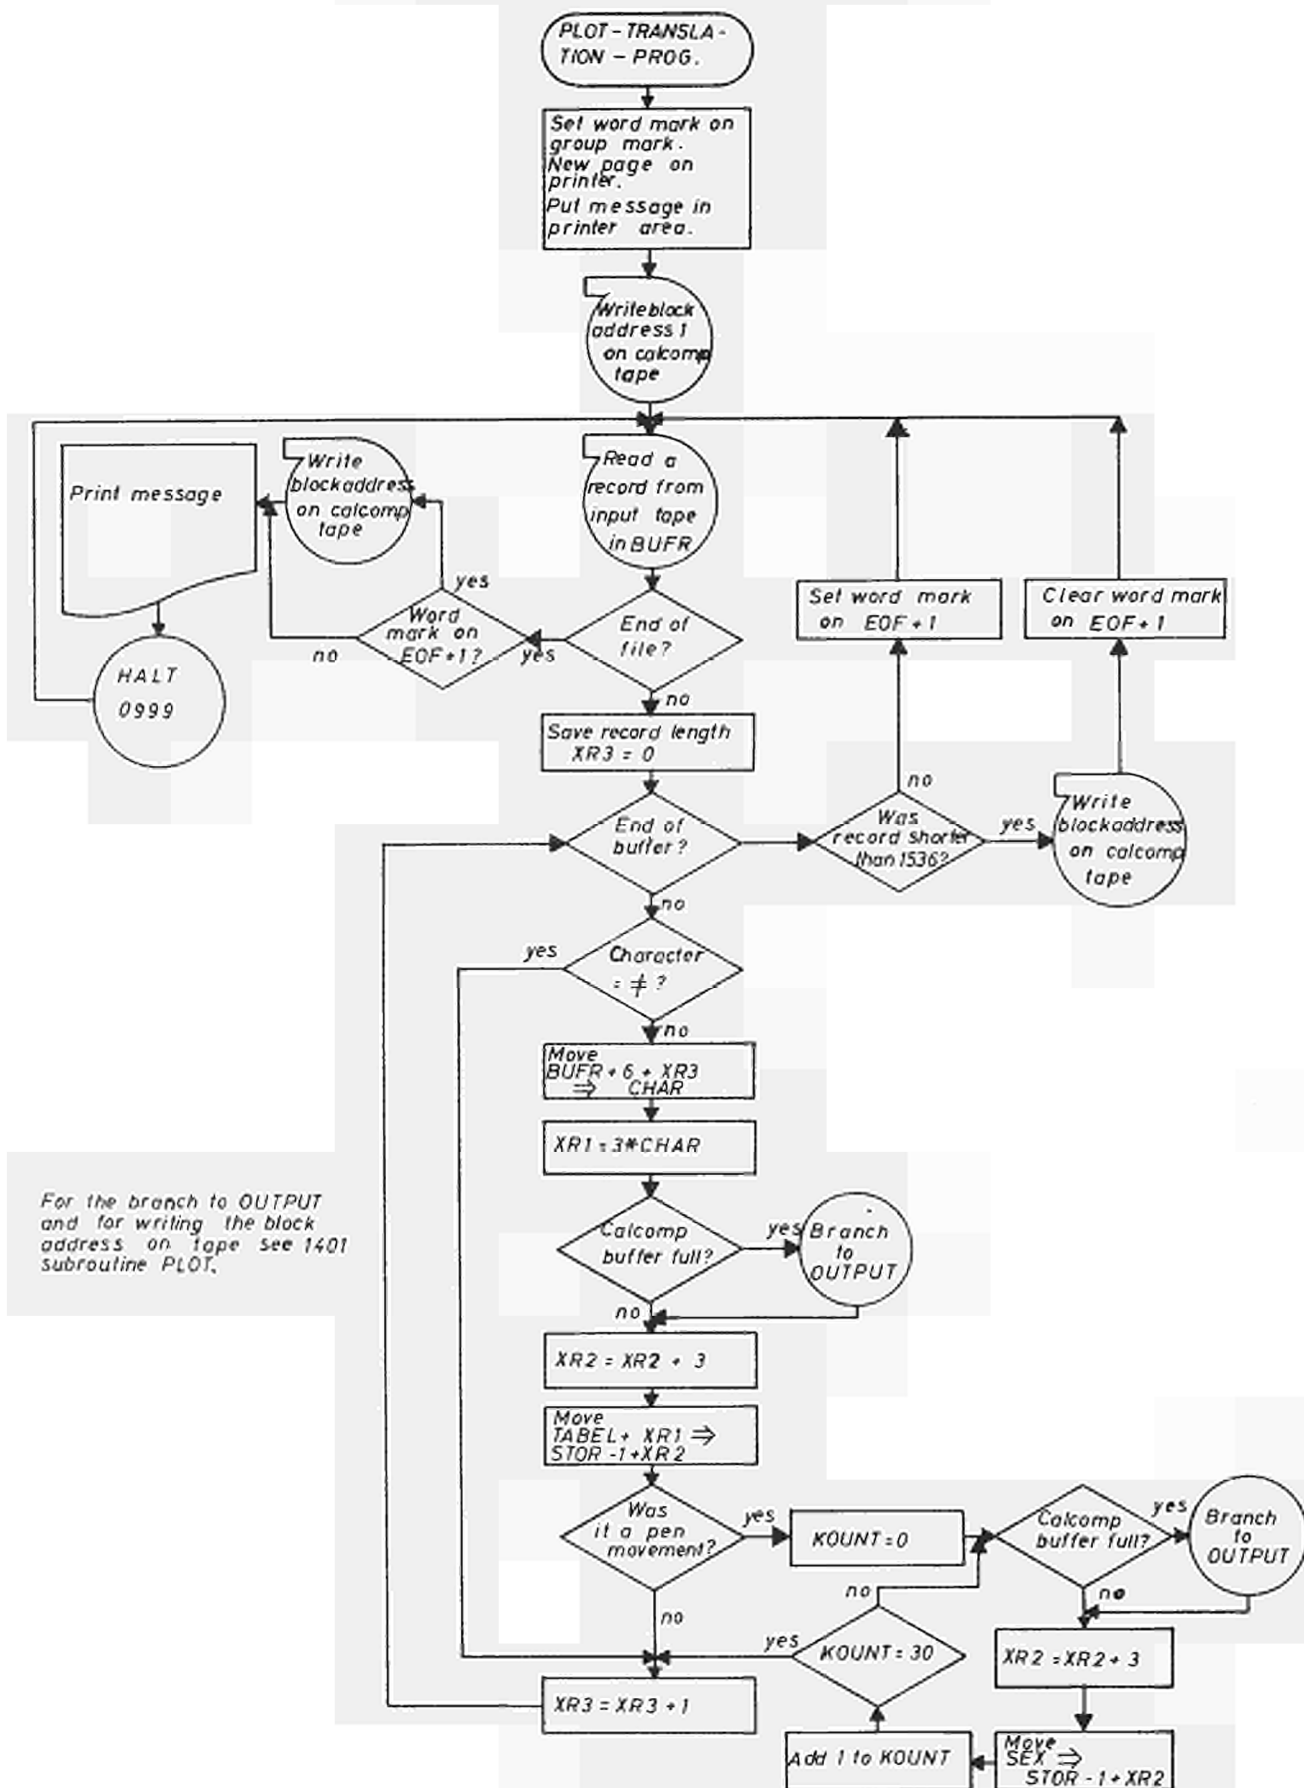 PLOT-TRANSLA-
TION-PROG.
Set word mark on
group mark.
New page on
printer.
Put message in
printer area.
Write block
address 1
on calcomp
tape
Print message
Write
blockaddress
on calcomp
tape
Read a
record from
input tape
in BUFR
yes
Word
mark on
EOF+1?
no
yes
End of
file?
no
Set word mark
on EOF+1
Clear word mark
on EOF+1
HALT
0999
Save record length
XR3 = 0
End of
buffer?
no
Was
record shorter
than 1536?
no
yes
Write
blockaddress
on calcomp
tape
yes
Character
= ≠ ?
no
Move
BUFR+6+XR3
⇒ CHAR
XR1=3*CHAR
For the branch to OUTPUT
and for writing the block
address on tape see 1401
subroutine PLOT.
Calcomp
buffer full?
yes
Branch
to
OUTPUT
no
XR2 = XR2 + 3
Move
TABEL+ XR1 ⇒
STOR-1+XR2
Was
it a pen
movement?
yes
KOUNT=0
Calcomp
buffer full?
yes
Branch
to
OUTPUT
no
no
no
yes
KOUNT=30
XR2 = XR2+3
XR3 = XR3+1
Add 1 to KOUNT
Move
SEX ⇒
STOR-1+XR2